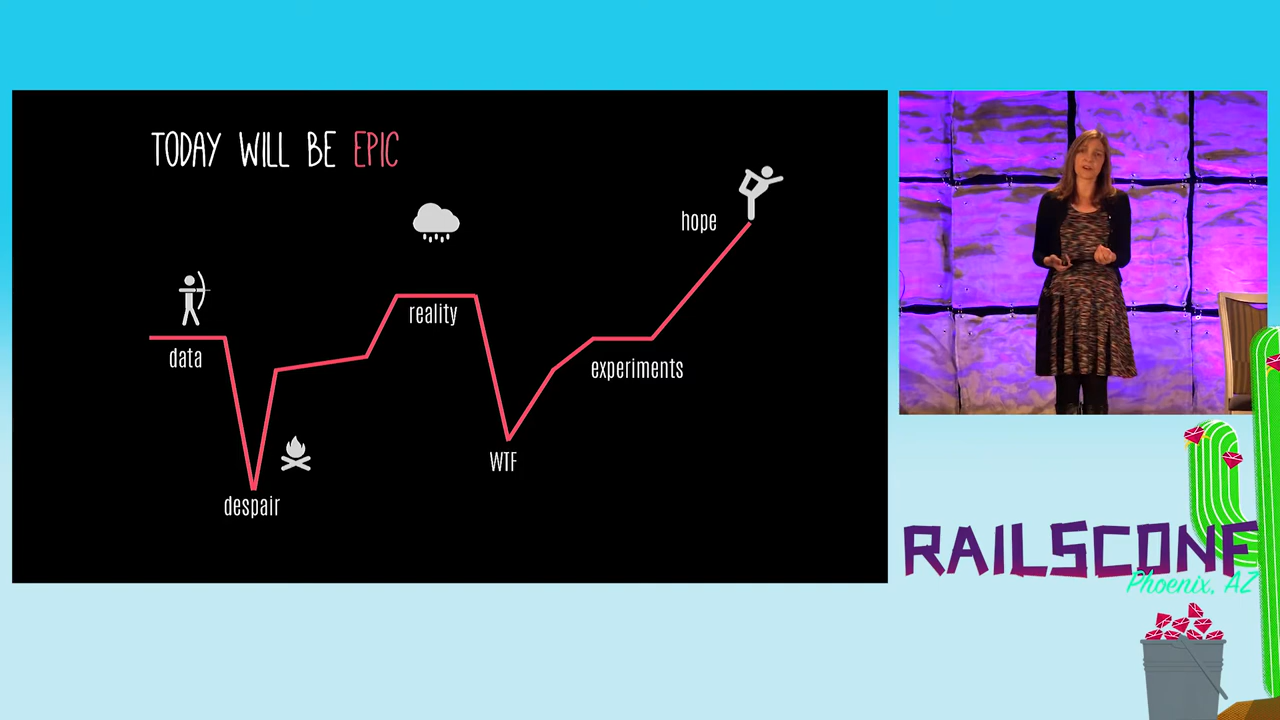 TODAY WILL BE EPIC
hope
reality
data
experiments
WTF
despair
RAILSCONF
Phoenix, AZ